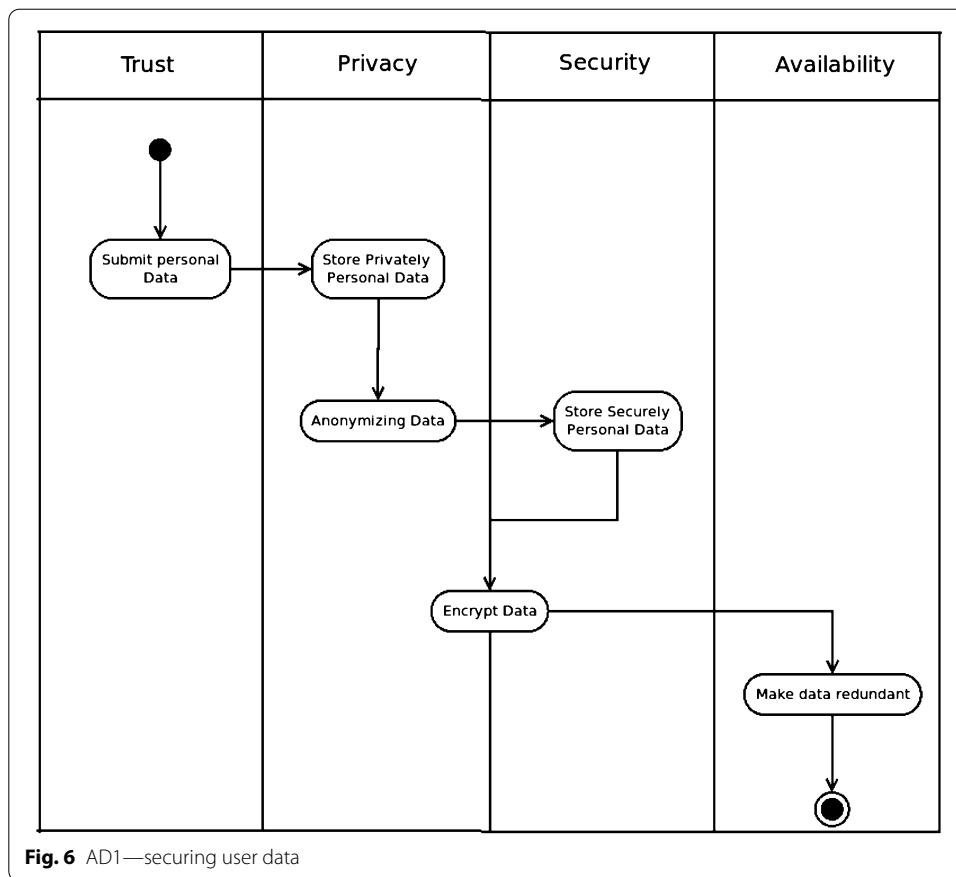 Trust
Privacy
Security
Availability
Submit personal
Data
Store Privately
Personal Data
Anonymizing Data
Store Securely
Personal Data
Encrypt Data
Make data redundant
Fig. 6 AD1—securing user data